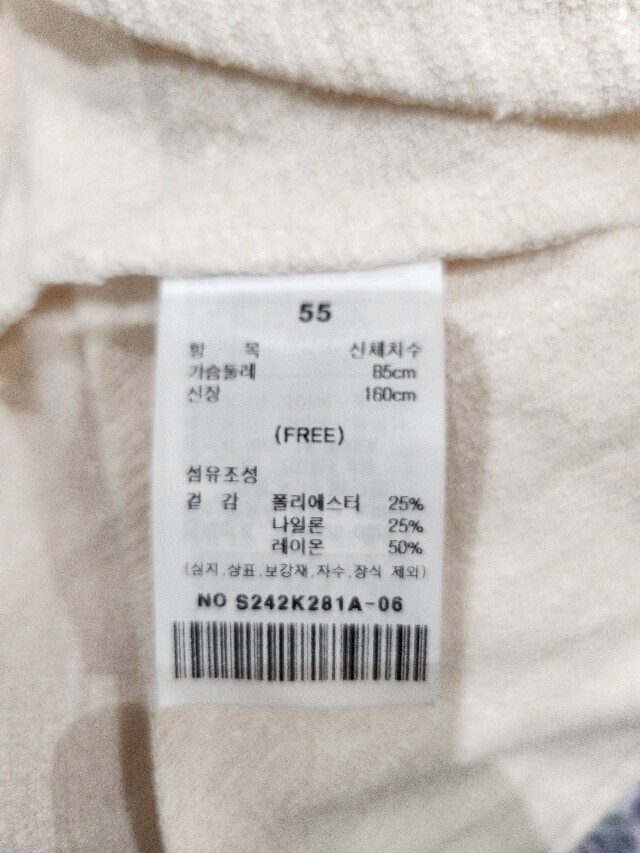 55
항 목 신체치수
가슴둘레 85cm
신장 160cm
(FREE)
섬유조성
겉 감 폴리에스터 25%
나일론 25%
레이온 50%
(심지,상표,보강재,자수,장식 제외)
NO S242K281A-06